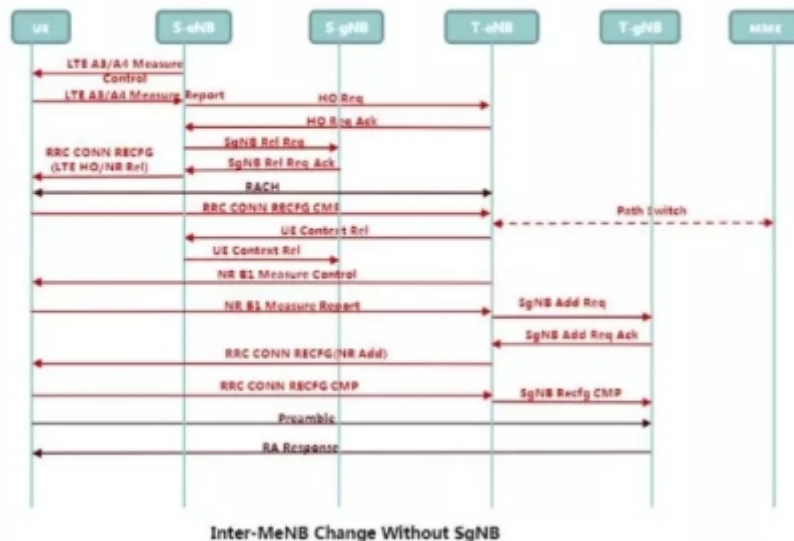 UE
S-eNB
S-gNB
T-eNB
T-gNB
MME
LTE A3/A4 Measure
Control
LTE A3/A4 Measure Report
HO Req
HO Req Ack
SgNB Rel Req
RRC CONN RECFG
(LTE HO/NR Rel)
SgNB Rel Req Ack
RACH
RRC CONN RECFG CMP
Path Switch
UE Context Rel
UE Context Rel
NR B1 Measure Control
NR B1 Measure Report
SgNB Add Req
SgNB Add Req Ack
RRC CONN RECFG(NR Add)
RRC CONN RECFG CMP
SgNB Recfg CMP
Preamble
RA Response
Inter-MeNB Change Without SgNB